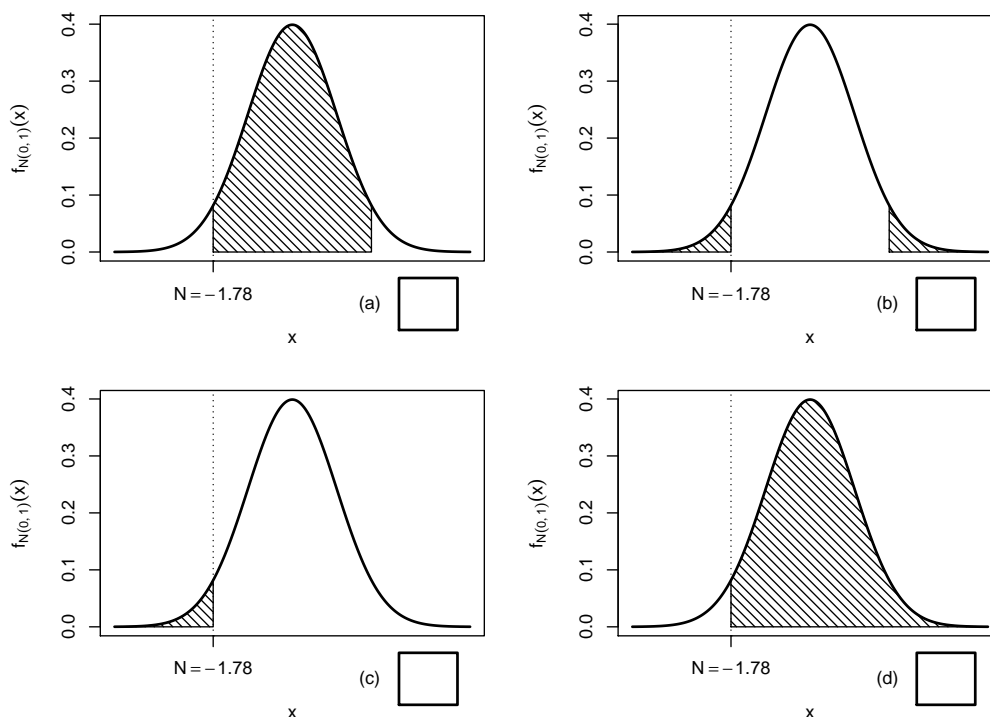 0.0 0.1 0.2 0.3 0.4
f_N(0, 1)(x)
N = −1.78
(a)
x
0.0 0.1 0.2 0.3 0.4
f_N(0, 1)(x)
N = −1.78
(b)
x
0.0 0.1 0.2 0.3 0.4
f_N(0, 1)(x)
N = −1.78
(c)
x
0.0 0.1 0.2 0.3 0.4
f_N(0, 1)(x)
N = −1.78
(d)
x